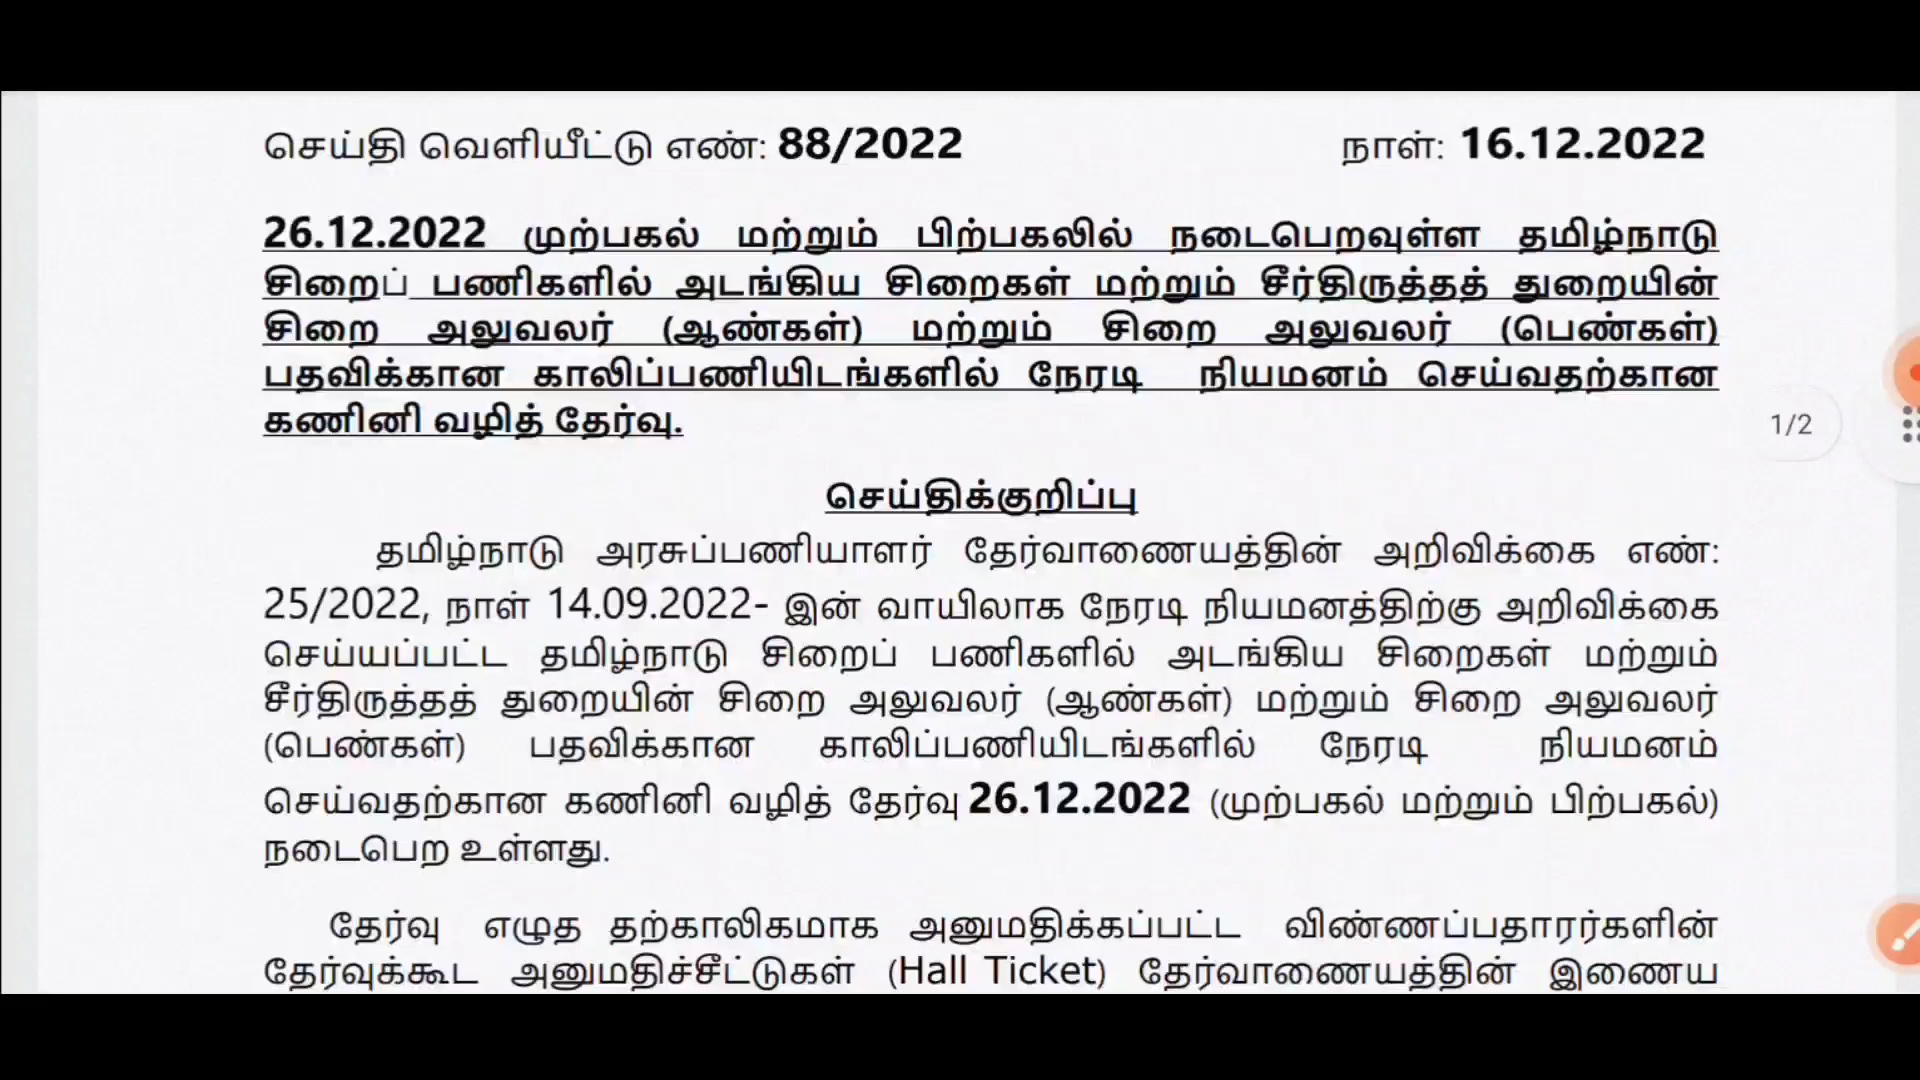 செய்தி வெளியீட்டு எண்: 88/2022 நாள்: 16.12.2022
26.12.2022 முற்பகல் மற்றும் பிற்பகலில் நடைபெறவுள்ள தமிழ்நாடு
சிறைப் பணிகளில் அடங்கிய சிறைகள் மற்றும் சீர்திருத்தத் துறையின்
சிறை அலுவலர் (ஆண்கள்) மற்றும் சிறை அலுவலர் (பெண்கள்)
பதவிக்கான காலிப்பணியிடங்களில் நேரடி நியமனம் செய்வதற்கான
கணினி வழித் தேர்வு.
செய்திக்குறிப்பு
தமிழ்நாடு அரசுப்பணியாளர் தேர்வாணையத்தின் அறிவிக்கை எண்:
25/2022, நாள் 14.09.2022- இன் வாயிலாக நேரடி நியமனத்திற்கு அறிவிக்கை
செய்யப்பட்ட தமிழ்நாடு சிறைப் பணிகளில் அடங்கிய சிறைகள் மற்றும்
சீர்திருத்தத் துறையின் சிறை அலுவலர் (ஆண்கள்) மற்றும் சிறை அலுவலர்
(பெண்கள்) பதவிக்கான காலிப்பணியிடங்களில் நேரடி நியமனம்
செய்வதற்கான கணினி வழித் தேர்வு 26.12.2022 (முற்பகல் மற்றும் பிற்பகல்)
நடைபெற உள்ளது.
தேர்வு எழுத தற்காலிகமாக அனுமதிக்கப்பட்ட விண்ணப்பதாரர்களின்
தேர்வுக்கூட அனுமதிச்சீட்டுகள் (Hall Ticket) தேர்வாணையத்தின் இணைய
1/2